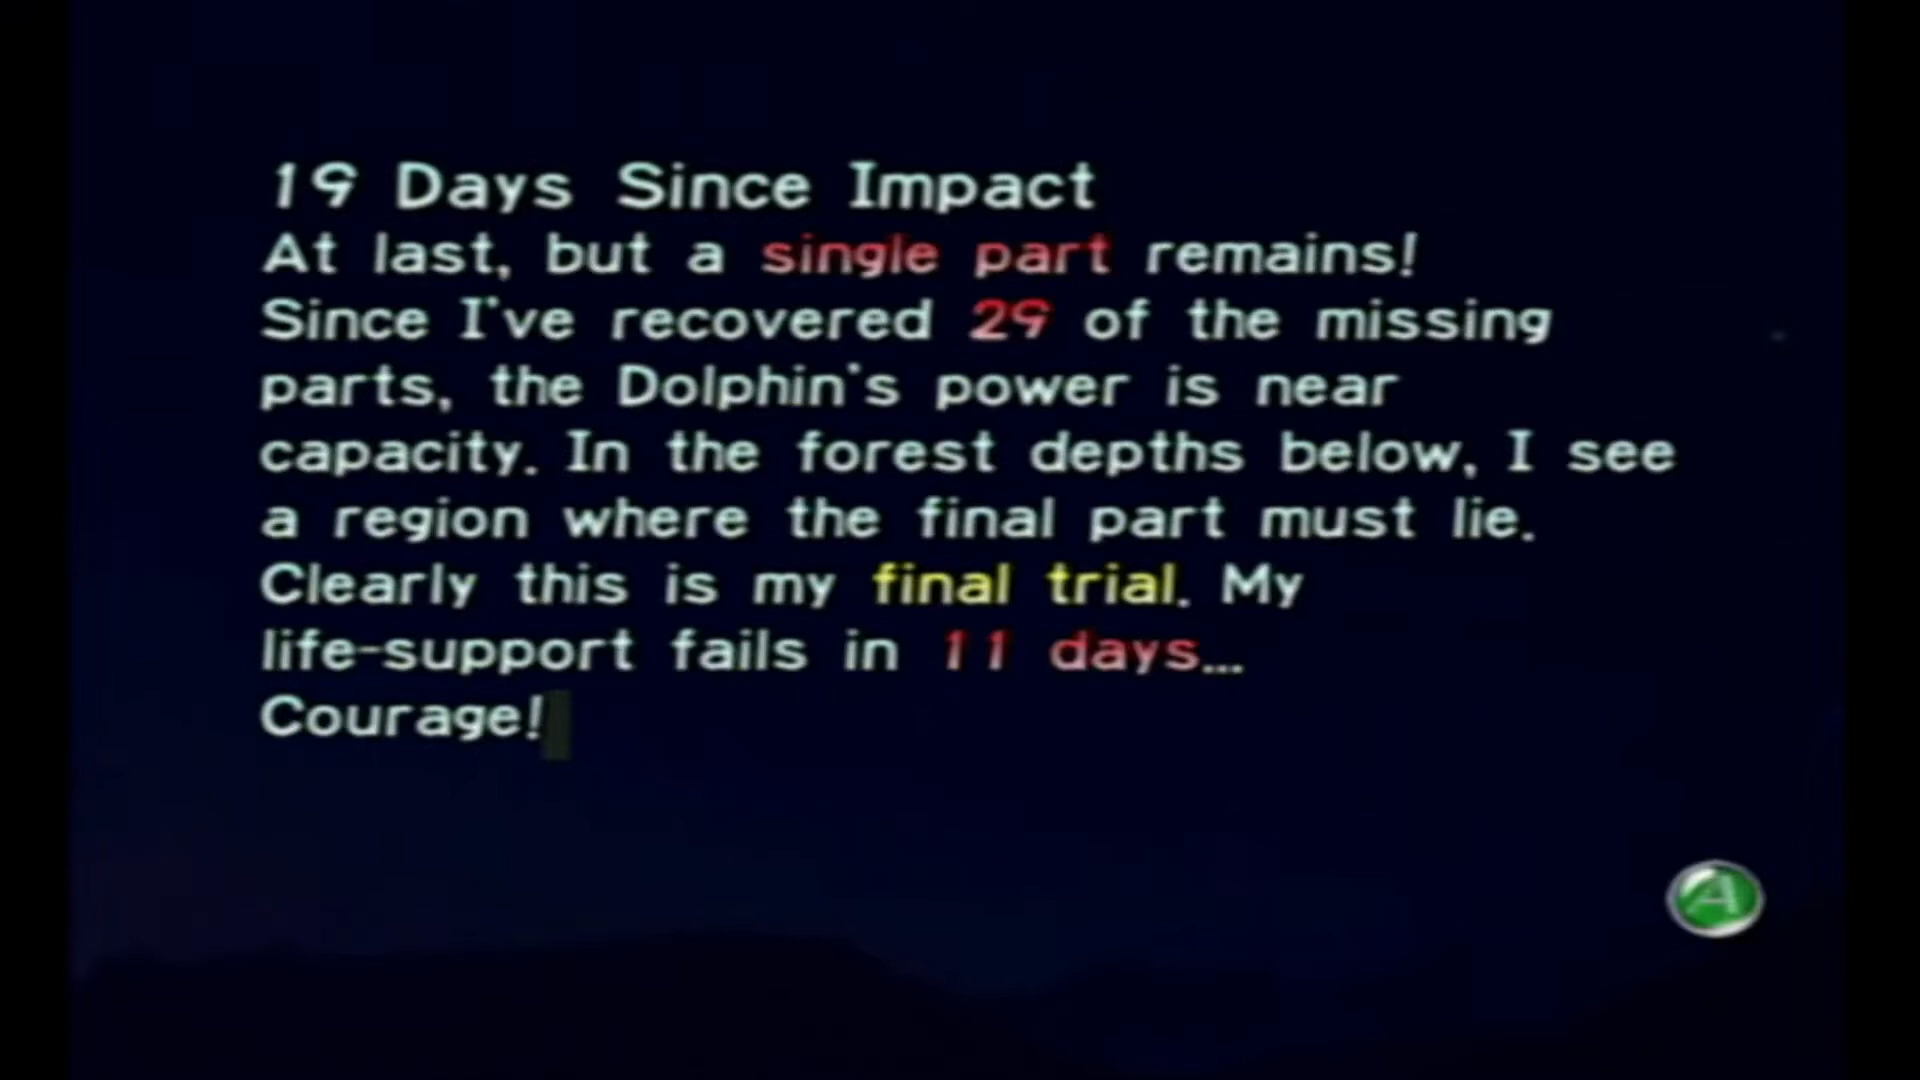 19 Days Since Impact
At last, but a single part remains!
Since I've recovered 29 of the missing
parts, the Dolphin's power is near
capacity. In the forest depths below, I see
a region where the final part must lie.
Clearly this is my final trial. My
life-support fails in 11 days...
Courage!
A